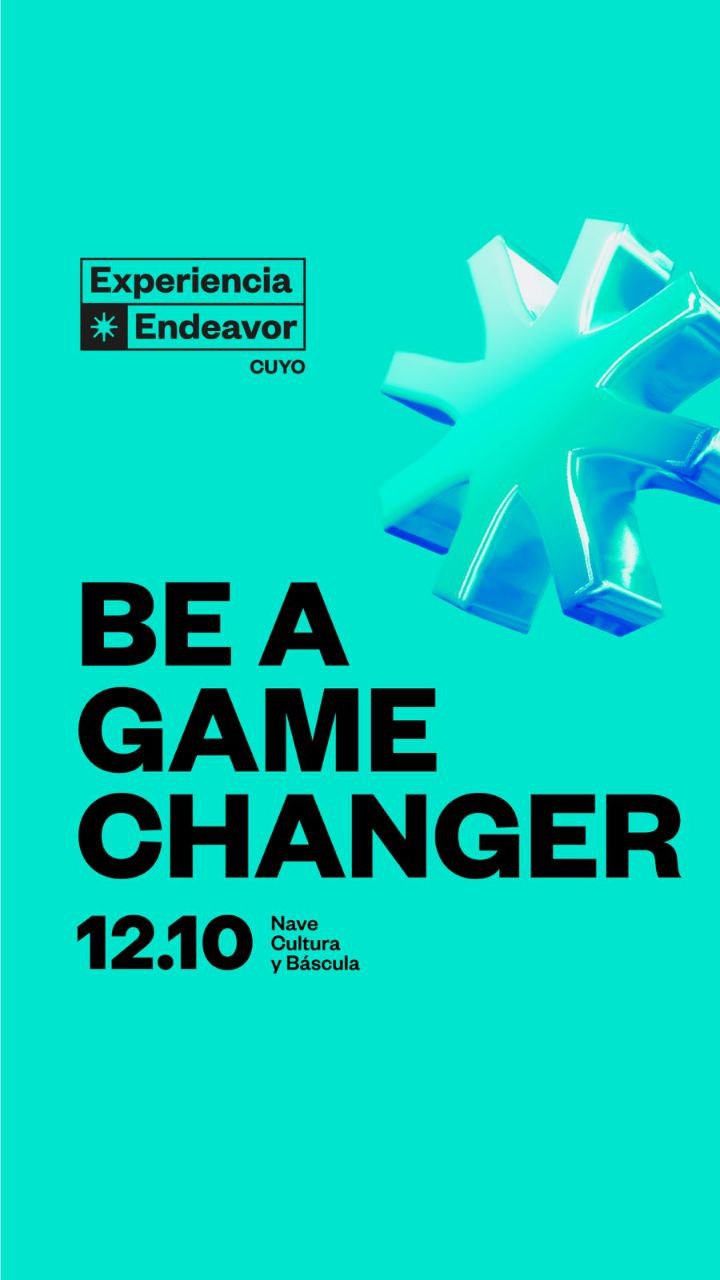 Experiencia
Endeavor
CUYO
BE A
GAME
CHANGER
12.10
Nave
Cultura
y Báscula